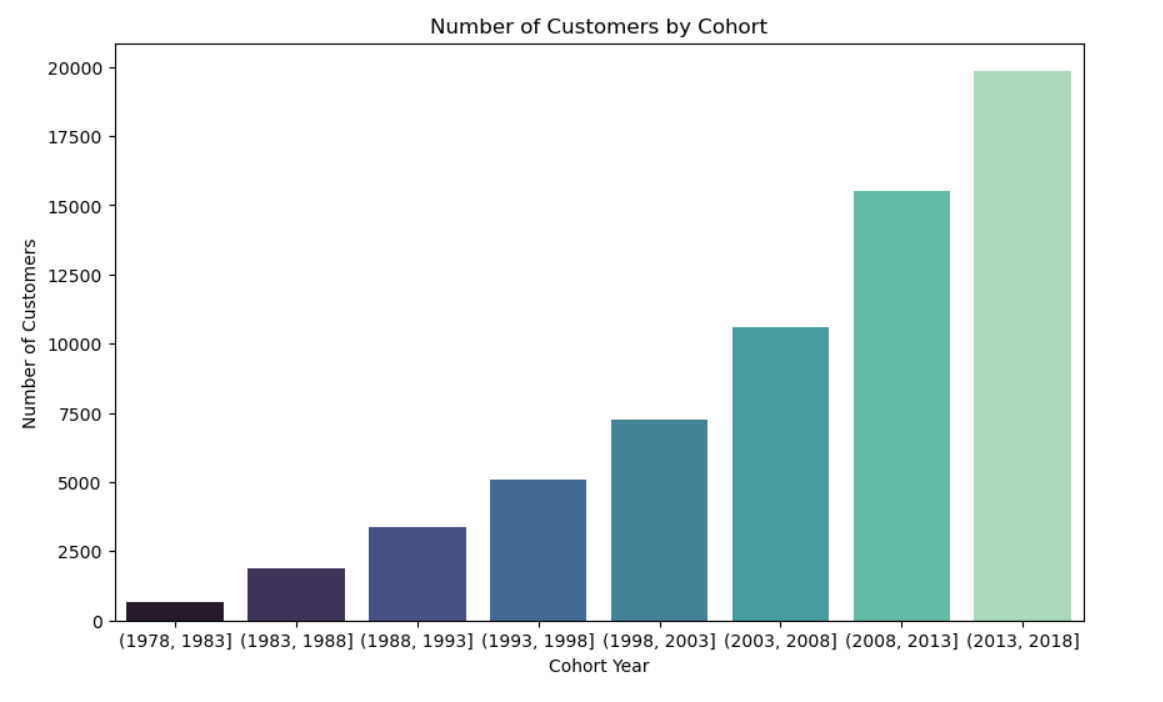 Number of Customers by Cohort
Number of Customers
20000
17500
15000
12500
10000
7500
5000
2500
0
(1978, 1983] (1983, 1988] (1988, 1993] (1993, 1998] (1998, 2003] (2003, 2008] (2008, 2013] (2013, 2018]
Cohort Year